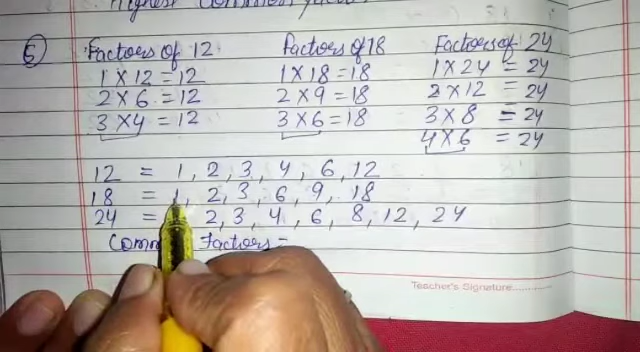 Highest Common factor
5 Factors of 12 Factors of 18 Factors of 24
1 × 12 = 12 1 × 18 = 18 1 × 24 = 24
2 × 6 = 12 2 × 9 = 18 2 × 12 = 24
3 × 4 = 12 3 × 6 = 18 3 × 8 = 24
4 × 6 = 24
12 = 1, 2, 3, 4, 6, 12
18 = 1, 2, 3, 6, 9, 18
24 = 2, 3, 4, 6, 8, 12, 24
Factors =
Teacher's Signature............